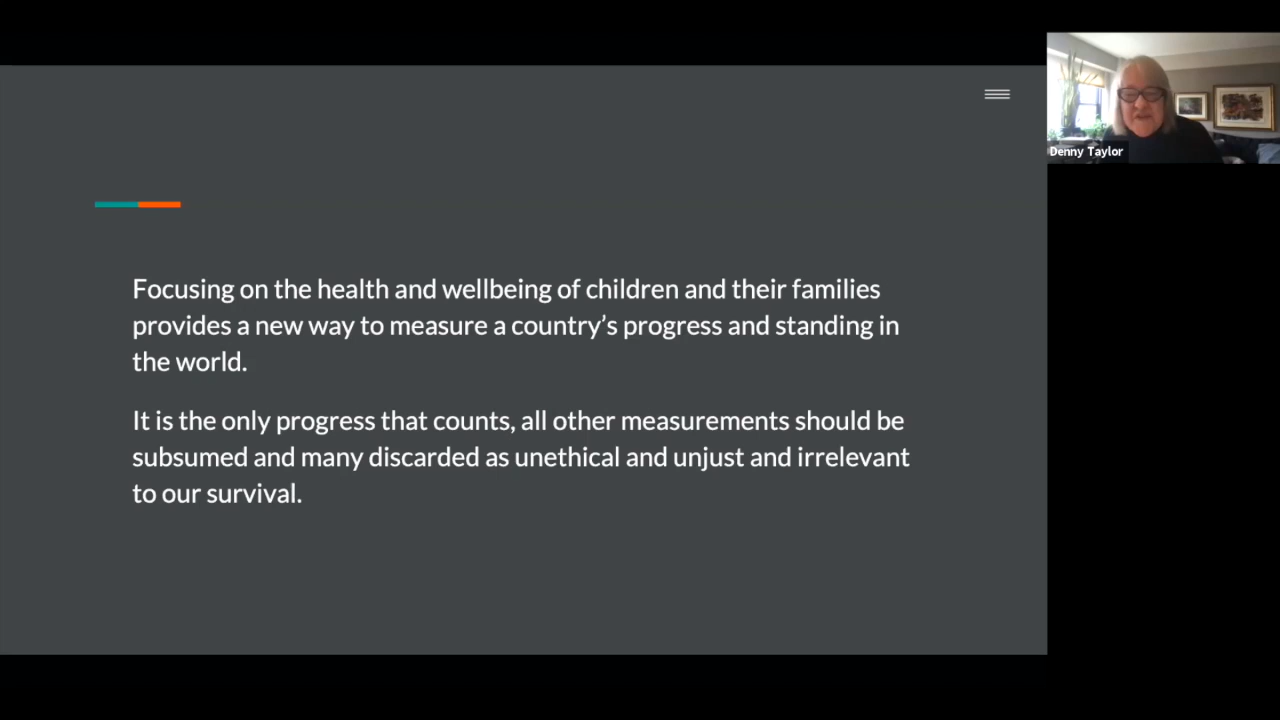 Focusing on the health and wellbeing of children and their families
provides a new way to measure a country’s progress and standing in
the world.
It is the only progress that counts, all other measurements should be
subsumed and many discarded as unethical and unjust and irrelevant
to our survival.
Denny Taylor